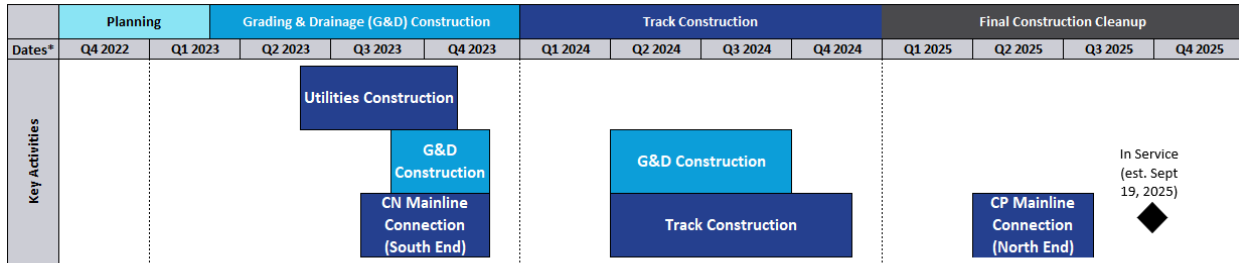 Planning Grading & Drainage (G&D) Construction Track Construction Final Construction Cleanup
Dates* Q4 2022 Q1 2023 Q2 2023 Q3 2023 Q4 2023 Q1 2024 Q2 2024 Q3 2024 Q4 2024 Q1 2025 Q2 2025 Q3 2025 Q4 2025
Key Activities
Utilities Construction
G&D
Construction
CN Mainline
Connection
(South End)
G&D Construction
Track Construction
CP Mainline
Connection
(North End)
In Service
(est. Sept
19, 2025)